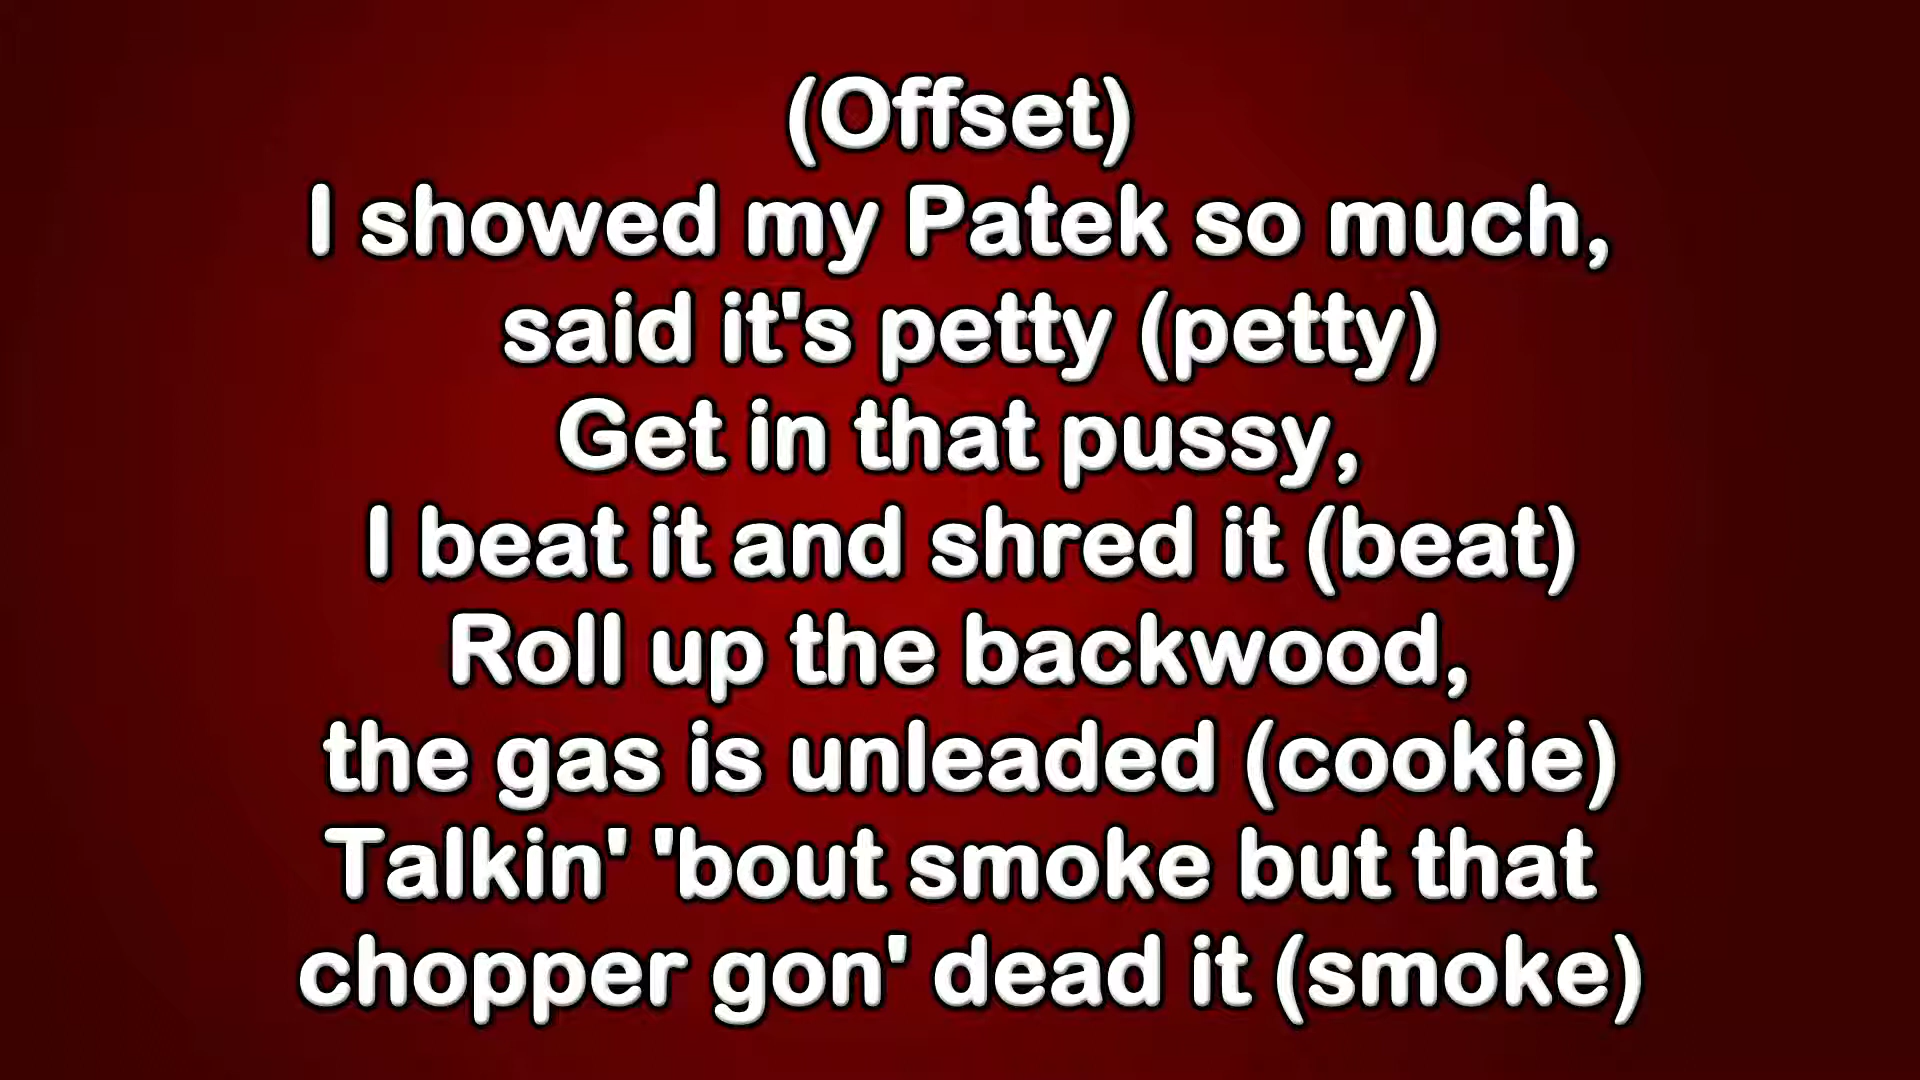 (Offset)
I showed my Patek so much,
said it's petty (petty)
Get in that pussy,
I beat it and shred it (beat)
Roll up the backwood,
the gas is unleaded (cookie)
Talkin' 'bout smoke but that
chopper gon' dead it (smoke)